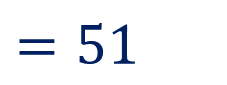 = 51